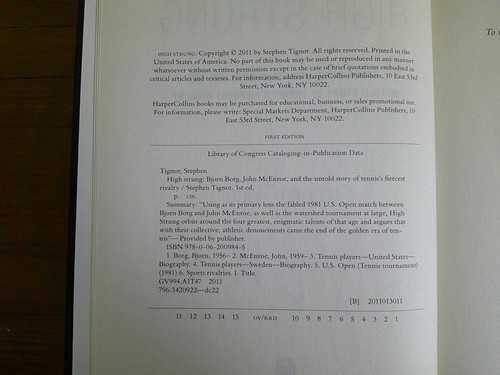 HIGH STRUNG. Copyright © 2011 by Stephen Tignor. All rights reserved. Printed in the
United States of America. No part of this book may be used or reproduced in any manner
whatsoever without written permission except in the case of brief quotations embodied in
critical articles and reviews. For information, address HarperCollins Publishers, 10 East 53rd
Street, New York, NY 10022.
HarperCollins books may be purchased for educational, business, or sales promotional use.
For information, please write: Special Markets Department, HarperCollins Publishers, 10
East 53rd Street, New York, NY 10022.
FIRST EDITION
Library of Congress Cataloging-in-Publication Data
Tignor, Stephen.
High strung: Bjorn Borg, John McEnroe, and the untold story of tennis's fiercest
rivalry / Stephen Tignor. 1st ed.
p. cm.
Summary: "Using as its primary lens the fabled 1981 U.S. Open match between
Bjorn Borg and John McEnroe, as well as the watershed tournament at large, High
Strung orbits around the four greatest, enigmatic talents of that age and argues that
with their collective, athletic denouements came the end of the golden era of ten-
nis"— Provided by publisher.
ISBN 978-0-06-200984-5
1. Borg, Bjorn, 1956– 2. McEnroe, John, 1959– 3. Tennis players—United States—
Biography. 4. Tennis players—Sweden—Biography. 5. U.S. Open (Tennis tournament)
(1981) 6. Sports rivalries. I. Title.
GV994.A1T47 2011
796.3420922—dc22
[B] 2011013011
11 12 13 14 15 OV/RRD 10 9 8 7 6 5 4 3 2 1
To